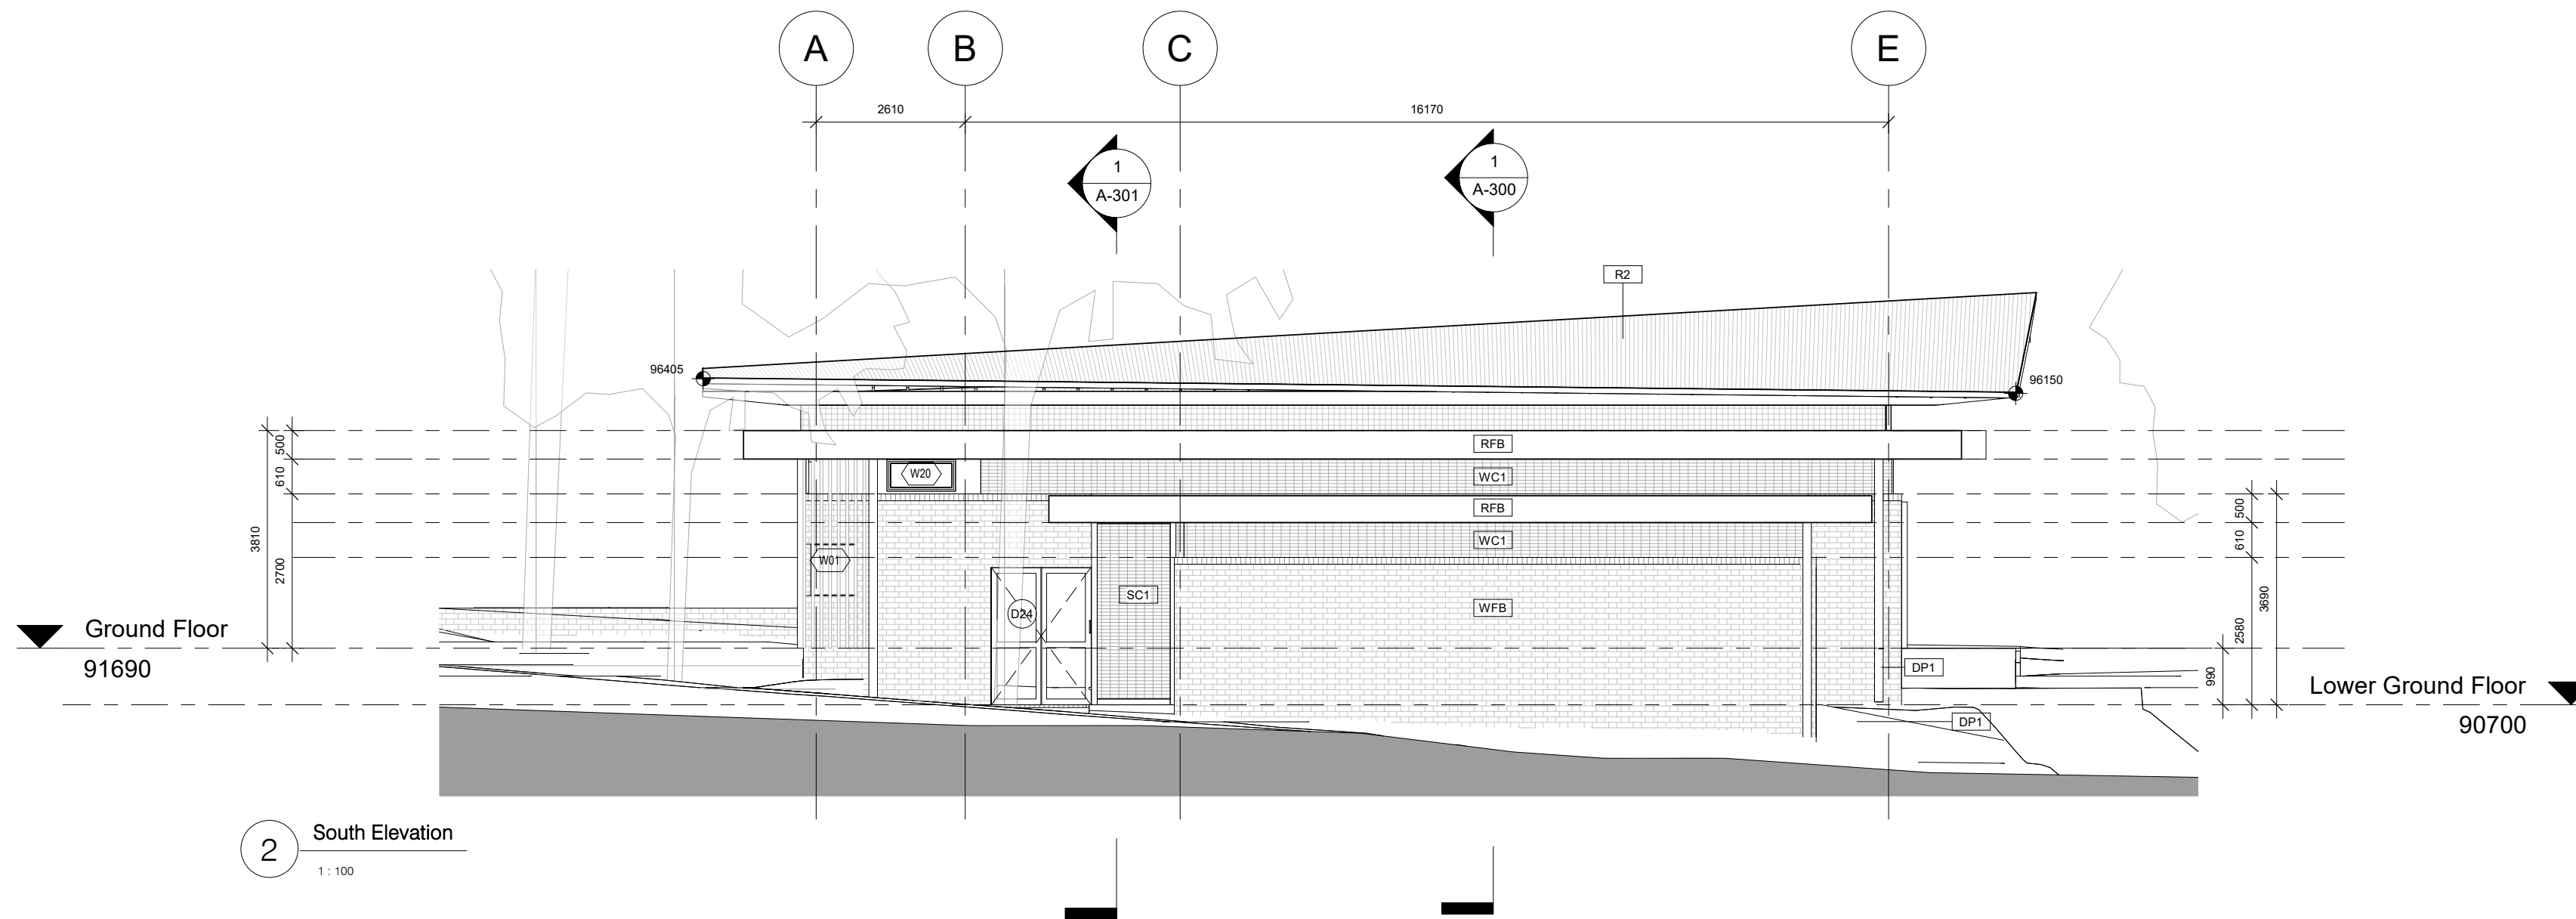 A B C E
2610 16170
1
A-301
1
A-300
R2
96405
96150
500
610
3810
2700
RFB
W20
WC1
RFB
WC1
W01
SC1
D24
WFB
500
610
3690
2580
990
Ground Floor
91690
DP1
DP1
Lower Ground Floor
90700
2 South Elevation
1 : 100